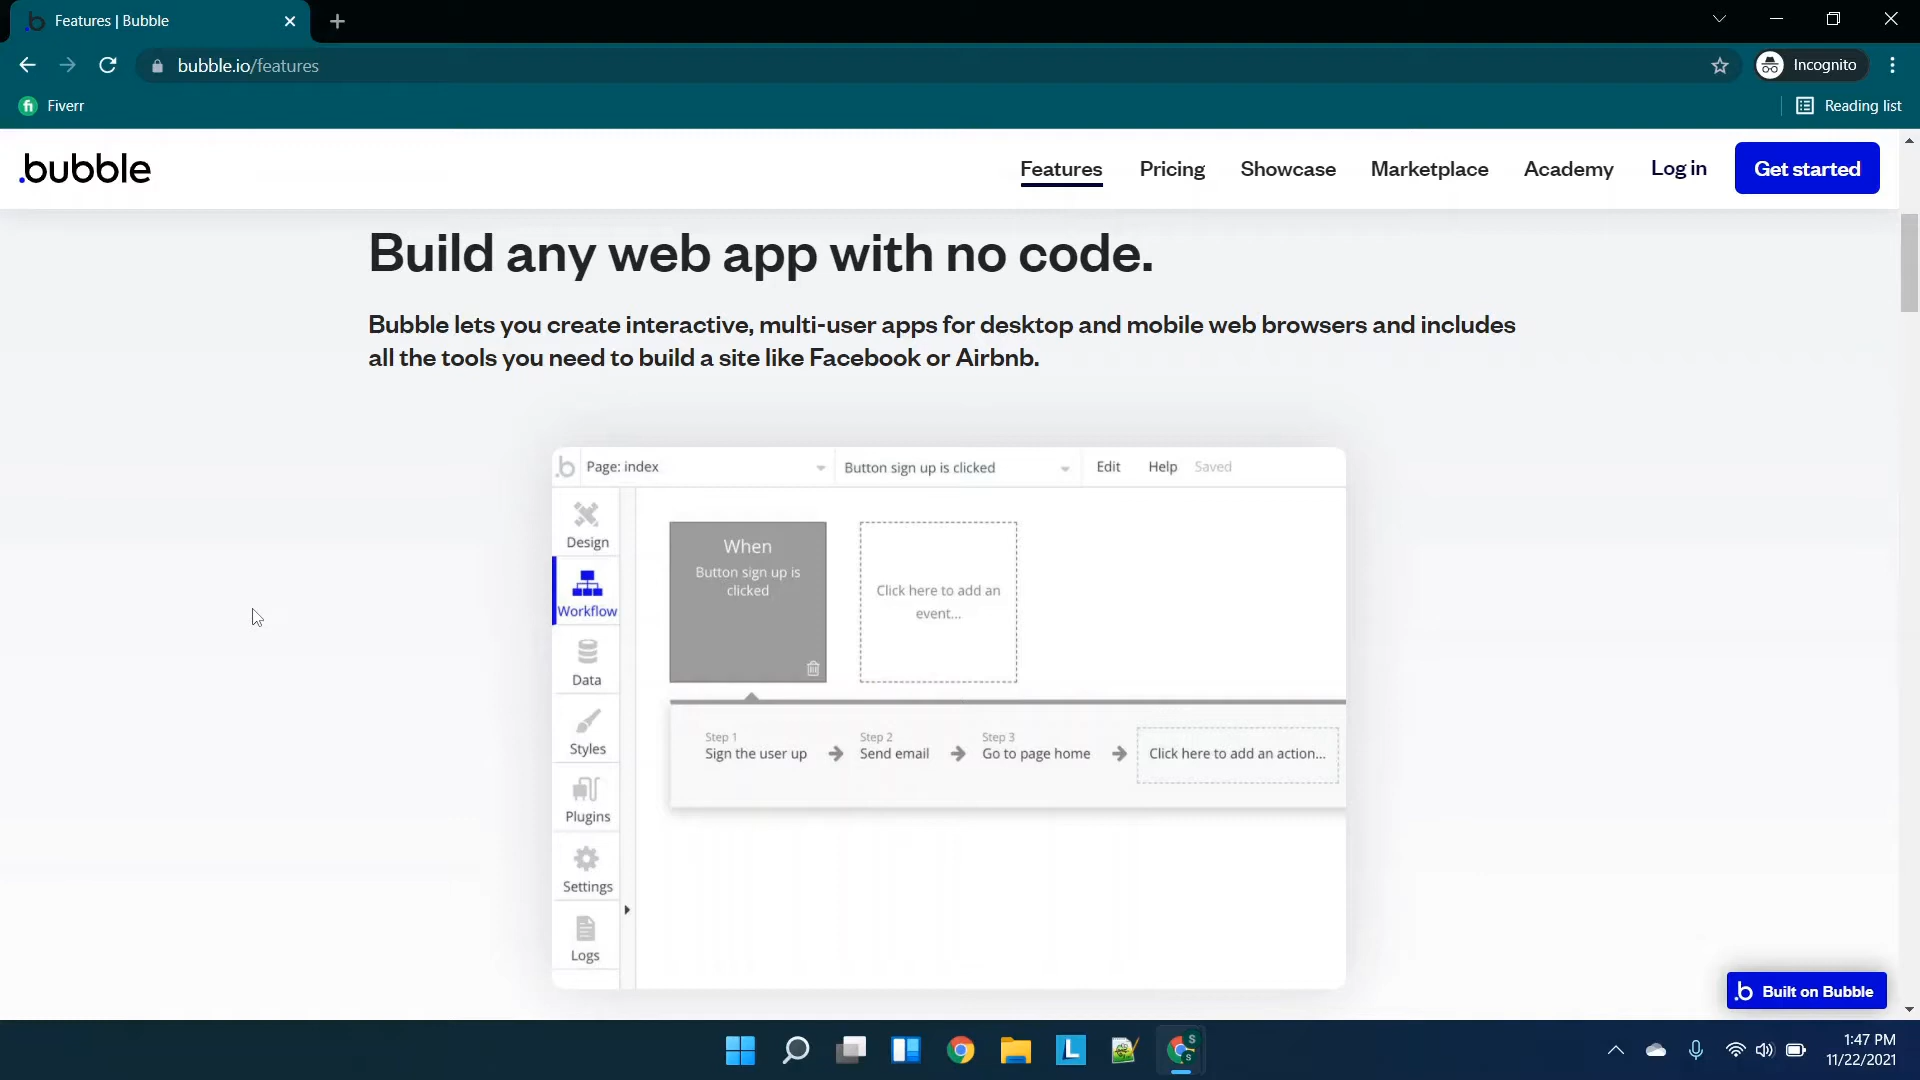 Features | Bubble
bubble.io/features
Incognito
Fiverr
Reading list
.bubble
Features
Pricing
Showcase
Marketplace
Academy
Log in
Get started
Build any web app with no code.
Bubble lets you create interactive, multi-user apps for desktop and mobile web browsers and includes
all the tools you need to build a site like Facebook or Airbnb.
.b
Page: index
Button sign up is clicked
Edit
Help
Saved
Design
Workflow
Data
Styles
Plugins
Settings
Logs
When
Button sign up is
clicked
Click here to add an
event...
Step 1
Sign the user up
Step 2
Send email
Step 3
Go to page home
Click here to add an action...
.b Built on Bubble
1:47 PM
11/22/2021